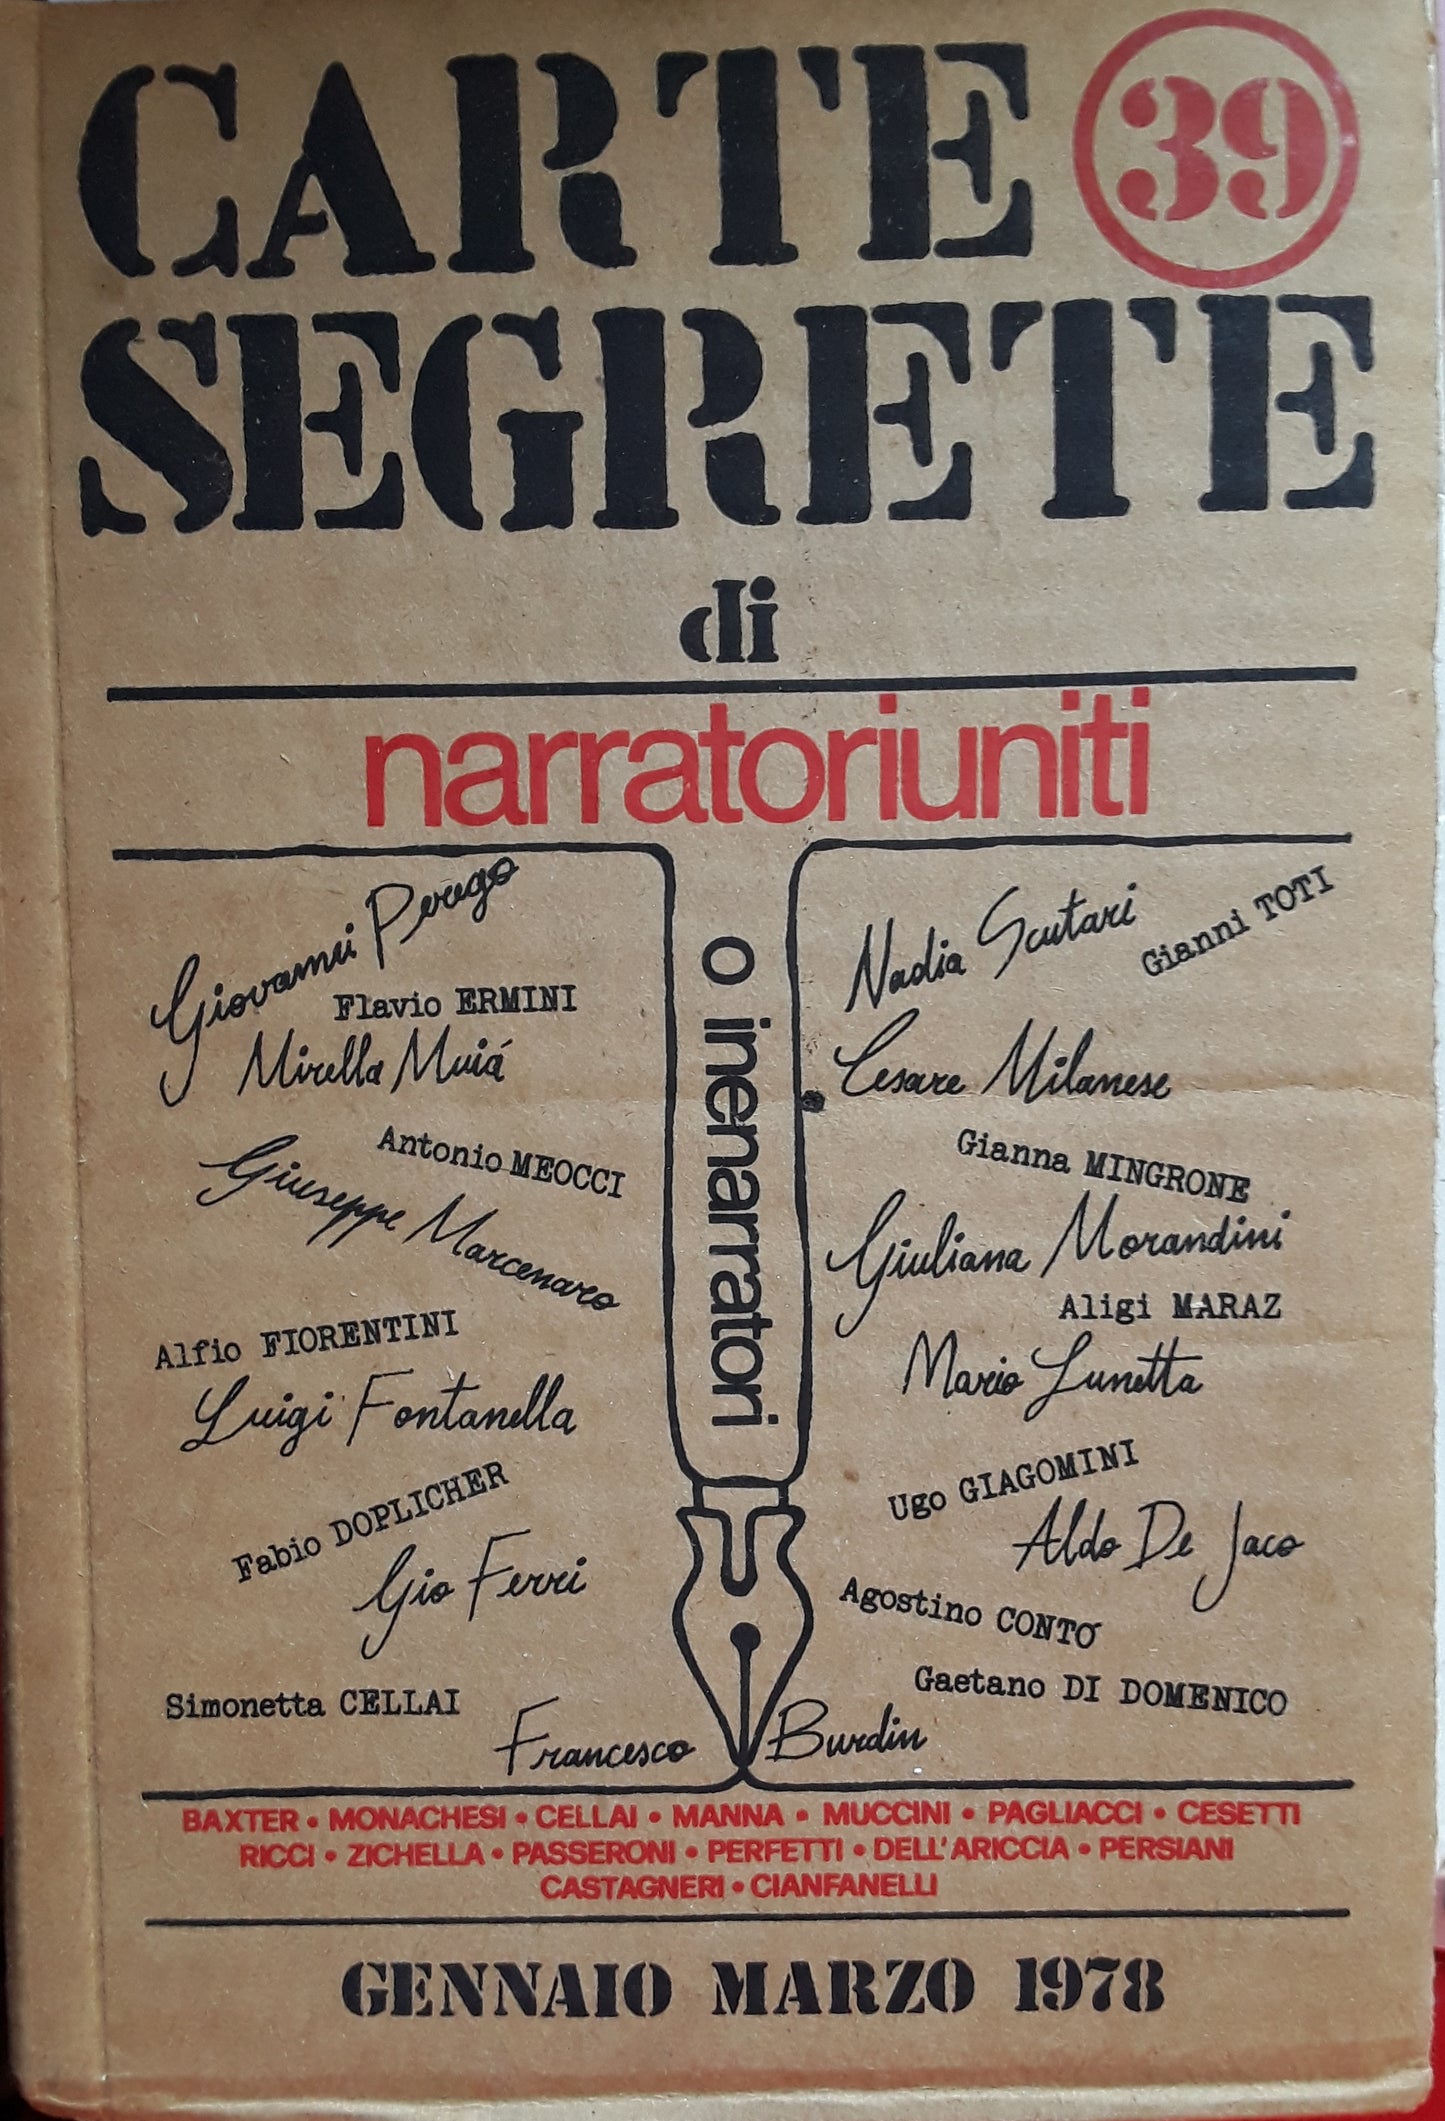 CARTE 39
SEGRETE
di
narratoriuniti
o inenarratori
Giovanni Perego
Flavio ERMINI
Mirella Muiá
Antonio MEOCCI
Giuseppe Marcenaro
Alfio FIORENTINI
Luigi Fontanella
Fabio DOPLICHER
Gio Ferri
Simonetta CELLAI
Francesco Burdin
Nadia Scutari
Gianni TOTI
Cesare Milanese
Gianna MINGRONE
Giuliana Morandini
Aligi MARAZ
Mario Lunetta
Ugo GIAGOMINI
Aldo De Jaco
Agostino CONTÓ
Gaetano DI DOMENICO
BAXTER • MONACHESI • CELLAI • MANNA • MUCCINI • PAGLIACCI • CESETTI
RICCI • ZICHELLA • PASSERONI • PERFETTI • DELL'ARICCIA • PERSIANI
CASTAGNERI • CIANFANELLI
GENNAIO MARZO 1978